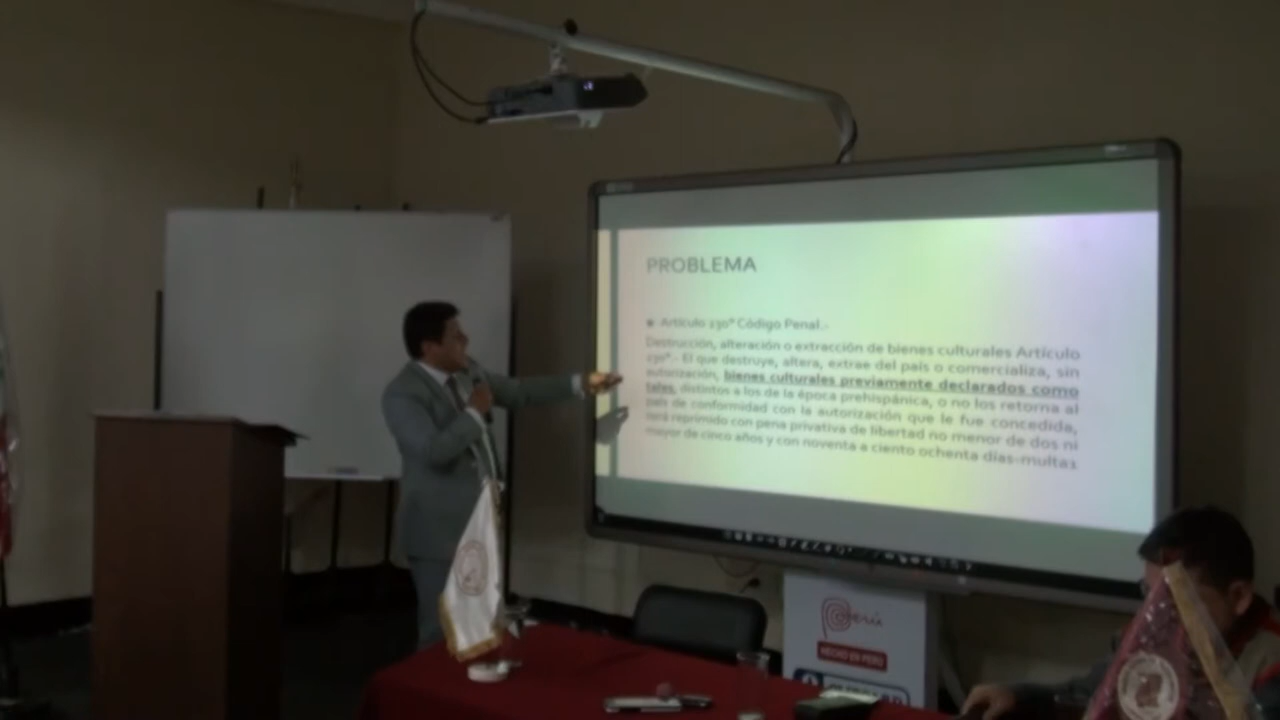 PROBLEMA
Artículo 230° Código Penal.-
Destrucción, alteración o extracción de bienes culturales Artículo
230°.- El que destruye, altera, extrae del país o comercializa, sin
autorización, bienes culturales previamente declarados como
tales, distintos a los de la época prehispánica, o no los retorna al
país de conformidad con la autorización que le fue concedida,
será reprimido con pena privativa de libertad no menor de dos ni
mayor de cinco años y con noventa a ciento ochenta días-multa1
Perú
HECHO EN PERÚ